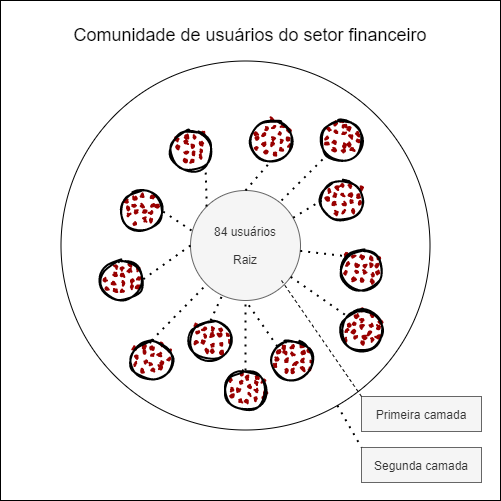 Comunidade de usuários do setor financeiro
84 usuários
Raiz
Primeira camada
Segunda camada